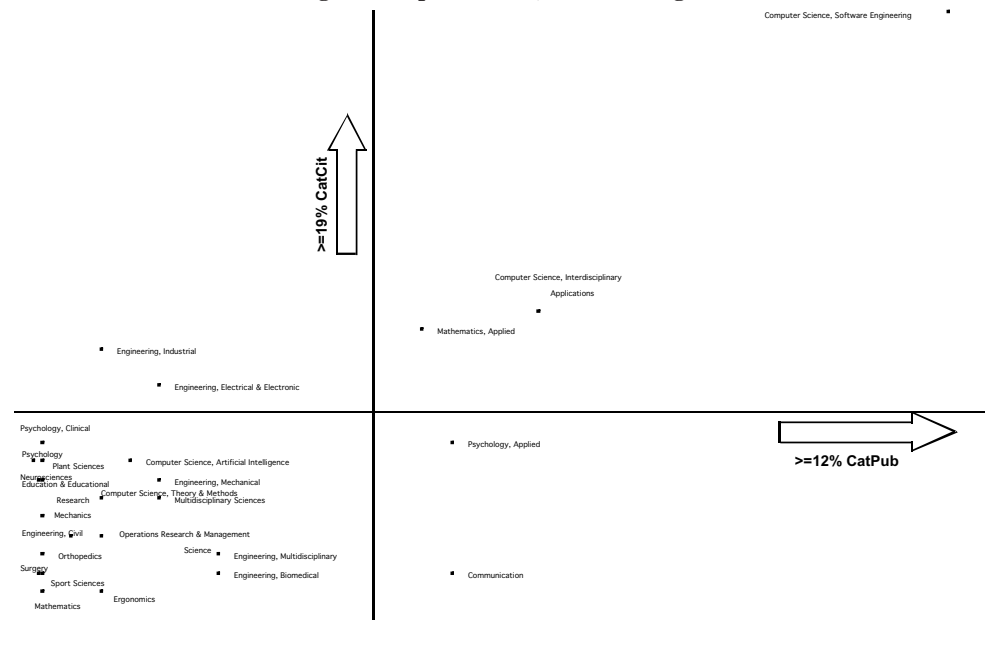 Computer Science, Software Engineering
>=19% CatCit
Computer Science, Interdisciplinary
Applications
Mathematics, Applied
Engineering, Industrial
Engineering, Electrical & Electronic
Psychology, Clinical
Psychology, Applied
>=12% CatPub
Psychology
Plant Sciences
Computer Science, Artificial Intelligence
Neurosciences
Education & Educational
Research
Engineering, Mechanical
Computer Science, Theory & Methods
Multidisciplinary Sciences
Mechanics
Engineering, Civil
Operations Research & Management
Science
Orthopedics
Engineering, Multidisciplinary
Surgery
Sport Sciences
Engineering, Biomedical
Communication
Ergonomics
Mathematics